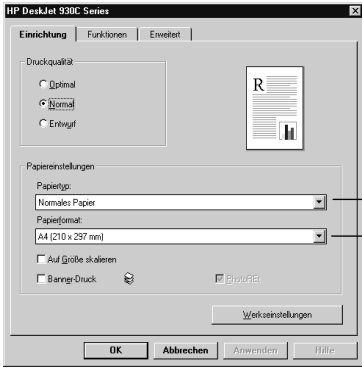 HP DeskJet 930C Series
Einrichtung Funktionen Erweitert
Druckqualität
Optimal
Normal
Entwurf
R
Papiereinstellungen
Papiertyp:
Normales Papier
Papierformat:
A4 (210 x 297 mm)
Auf Größe skalieren
Banner-Druck PhotoREt
Werkseinstellungen
OK Abbrechen Anwenden Hilfe